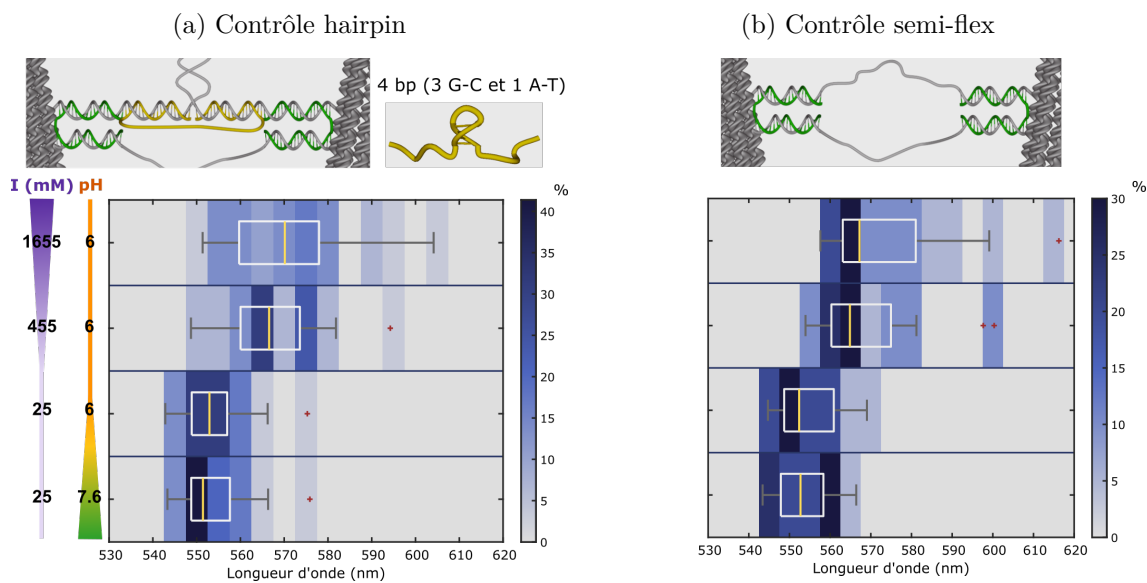 (a) Contrôle hairpin
4 bp (3 G-C et 1 A-T)
I (mM) pH
1655 6
455 6
25 6
25 7.6
%
40
35
30
25
20
15
10
5
0
530 540 550 560 570 580 590 600 610 620
Longueur d'onde (nm)
(b) Contrôle semi-flex
%
30
25
20
15
10
5
0
530 540 550 560 570 580 590 600 610 620
Longueur d'onde (nm)